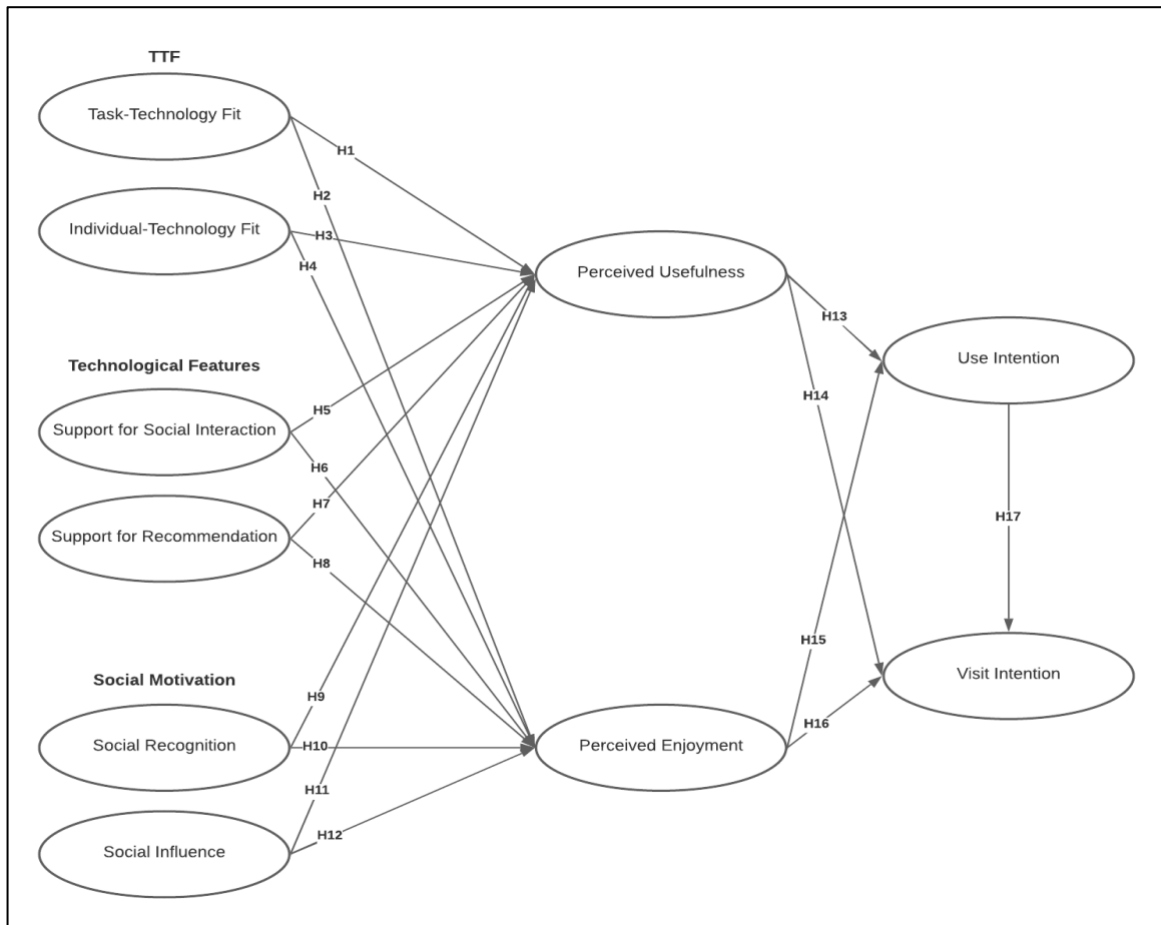 TTF
Task-Technology Fit
H1
H2
Individual-Technology Fit
H3
H4
Perceived Usefulness
H13
Use Intention
Technological Features
H14
H5
Support for Social Interaction
H6
H7
H17
Support for Recommendation
H8
H15
Visit Intention
Social Motivation
H9
H16
Social Recognition
H10
Perceived Enjoyment
H11
H12
Social Influence